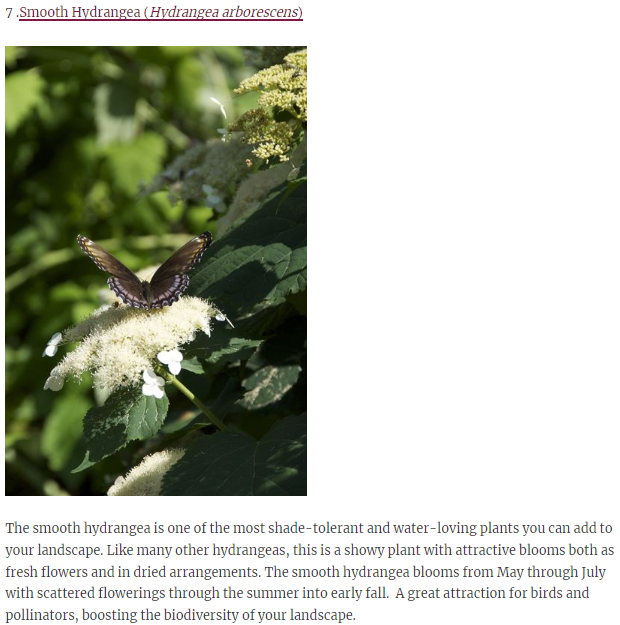 7 .Smooth Hydrangea (Hydrangea arborescens)
The smooth hydrangea is one of the most shade-tolerant and water-loving plants you can add to
your landscape. Like many other hydrangeas, this is a showy plant with attractive blooms both as
fresh flowers and in dried arrangements. The smooth hydrangea blooms from May through July
with scattered flowerings through the summer into early fall.  A great attraction for birds and
pollinators, boosting the biodiversity of your landscape.